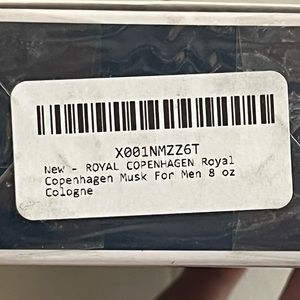 X001NMZZ6T
New - ROYAL COPENHAGEN Royal
Copenhagen Musk For Men 8 oz
Cologne